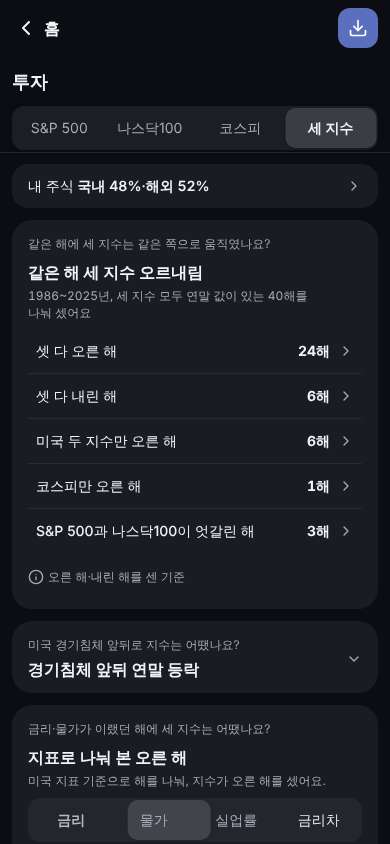 홈
투자
S&P 500 나스닥100 코스피 세 지수
내 주식 국내 48%·해외 52%
같은 해에 세 지수는 같은 쪽으로 움직였나요?
같은 해 세 지수 오르내림
1986~2025년, 세 지수 모두 연말 값이 있는 40해를
나눠 셌어요
셋 다 오른 해 24해
셋 다 내린 해 6해
미국 두 지수만 오른 해 6해
코스피만 오른 해 1해
S&P 500과 나스닥100이 엇갈린 해 3해
오른 해·내린 해를 센 기준
미국 경기침체 앞뒤로 지수는 어땠나요?
경기침체 앞뒤 연말 등락
금리·물가가 이랬던 해에 세 지수는 어땠나요?
지표로 나눠 본 오른 해
미국 지표 기준으로 해를 나눠, 지수가 오른 해를 셌어요.
금리 물가 실업률 금리차